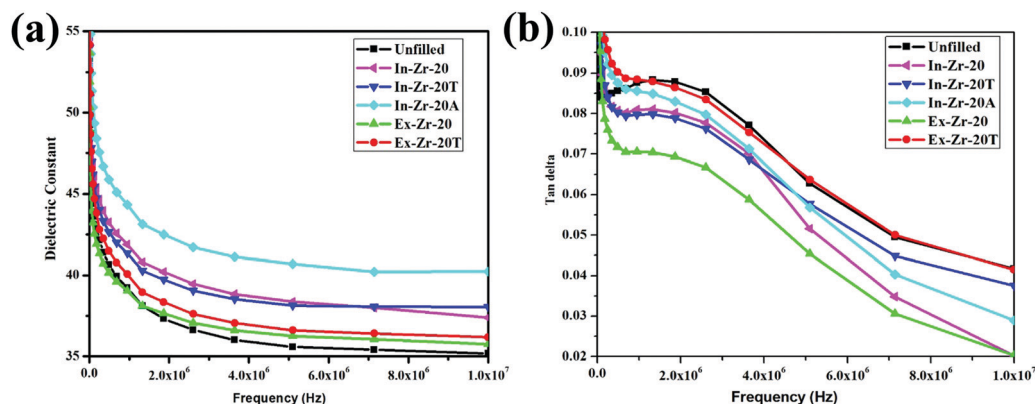 (a)
55
50
45
40
35
Dielectric Constant
Unfilled
In-Zr-20
In-Zr-20T
In-Zr-20A
Ex-Zr-20
Ex-Zr-20T
0.0
2.0x10⁶
4.0x10⁶
6.0x10⁶
8.0x10⁶
1.0x10⁷
Frequency (Hz)
(b)
0.10
0.09
0.08
0.07
0.06
0.05
0.04
0.03
0.02
Tan delta
Unfilled
In-Zr-20
In-Zr-20T
In-Zr-20A
Ex-Zr-20
Ex-Zr-20T
0.0
2.0x10⁶
4.0x10⁶
6.0x10⁶
8.0x10⁶
1.0x10⁷
Frequency (Hz)